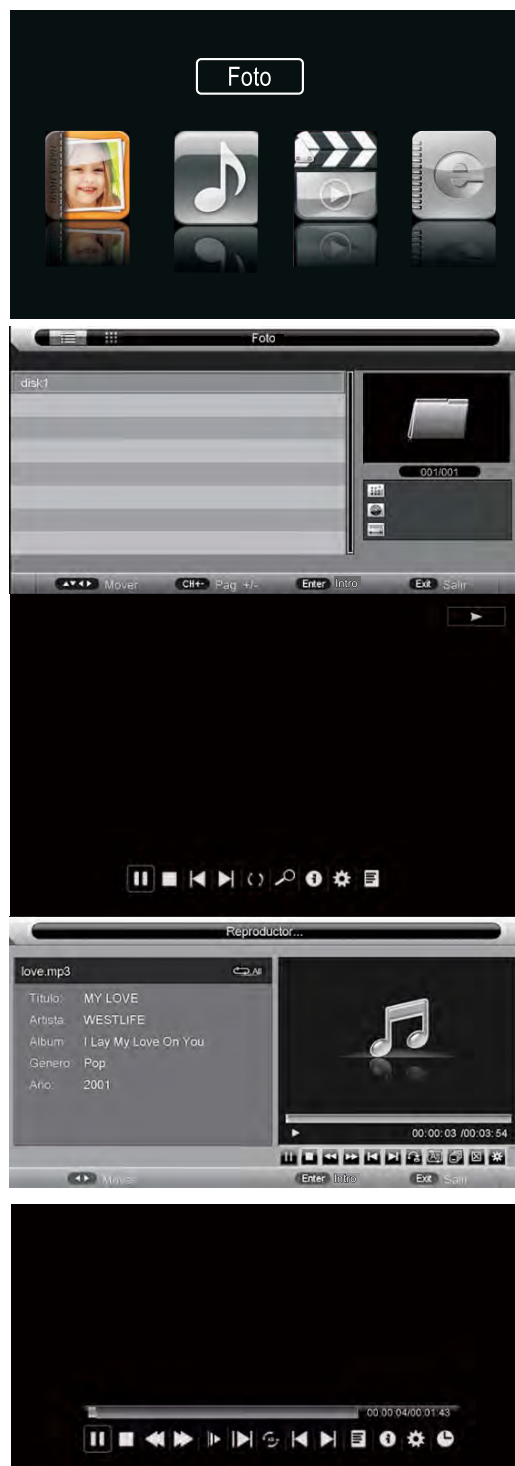 Foto
Foto
disk1
001/001
Mover CH+- Pag +/- Enter Intro Exit Salir
Reproductor...
love.mp3 All
Titulo: MY LOVE
Artista: WESTLIFE
Album: I Lay My Love On You
Genero: Pop
Año: 2001
00:00:03 /00:03:54
Mover Enter Intro Exit Salir
00:00:04/00:01:43